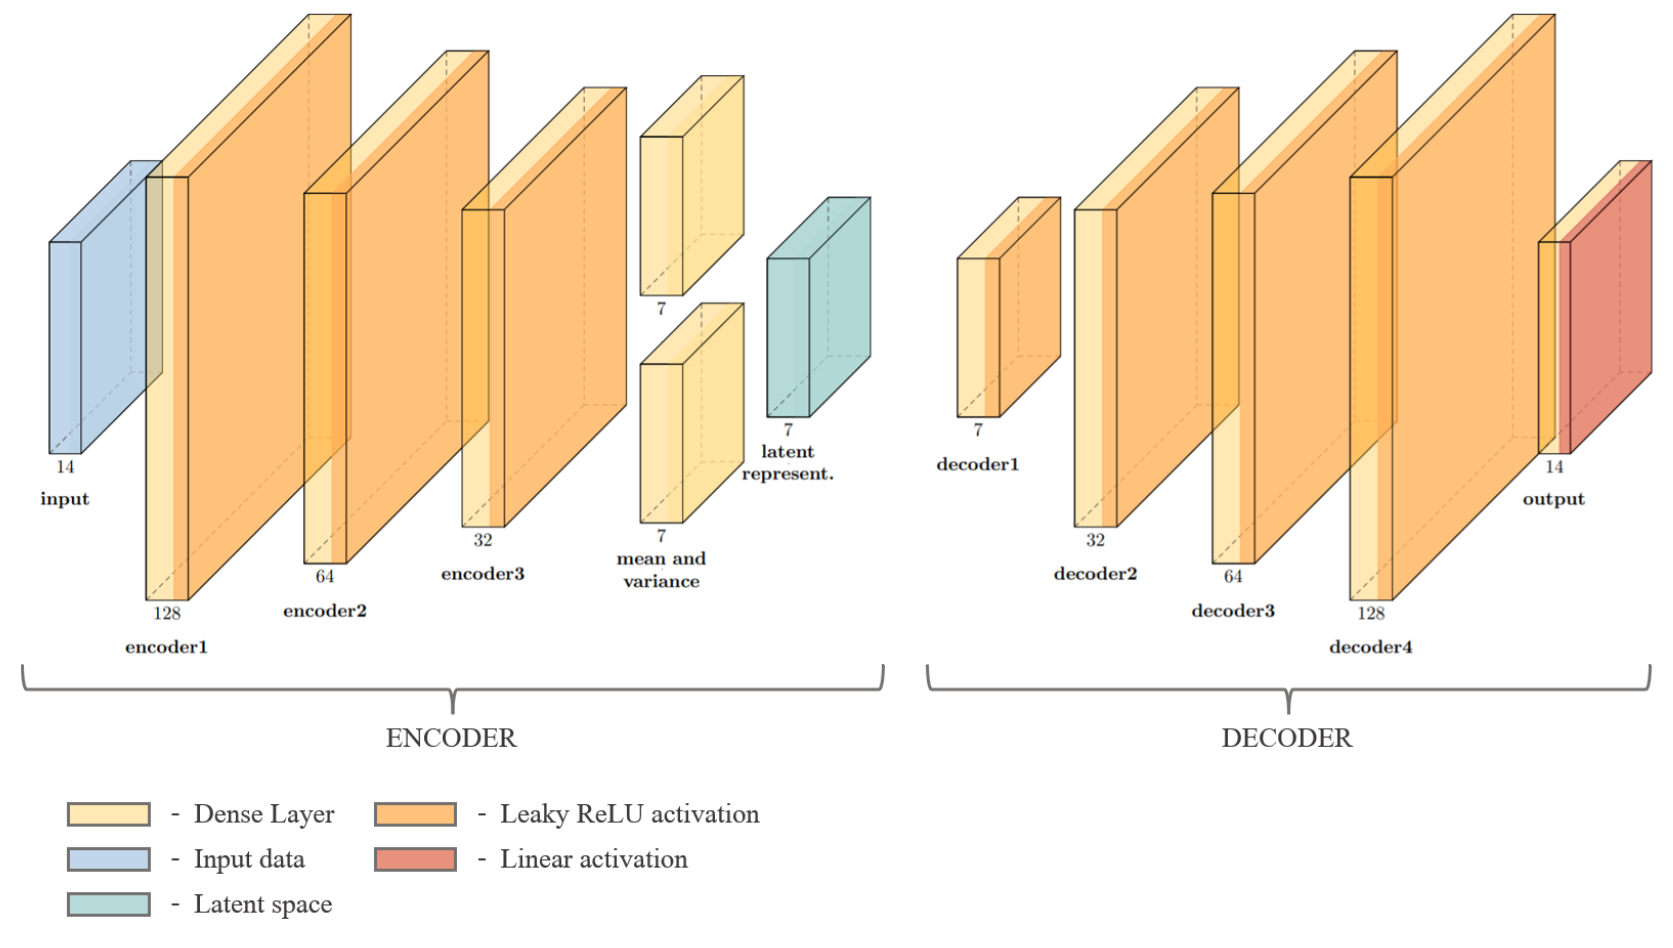 14
input
128
encoder1
64
encoder2
32
encoder3
7
7
mean and
variance
7
latent
represent.
7
decoder1
32
decoder2
64
decoder3
128
decoder4
14
output
ENCODER
DECODER
- Dense Layer
- Leaky ReLU activation
- Input data
- Linear activation
- Latent space